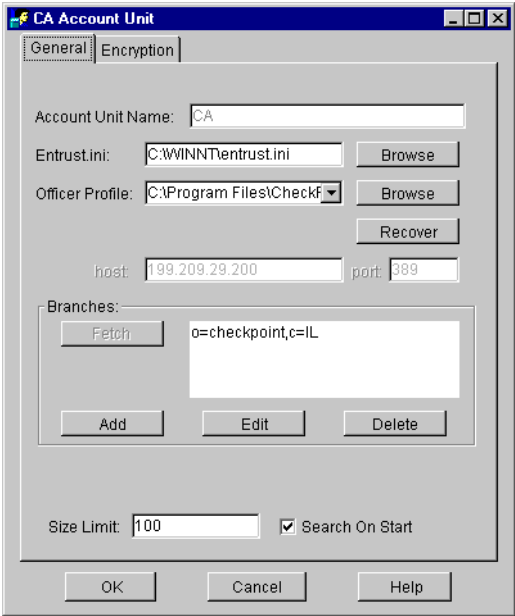 CA Account Unit
General Encryption
Account Unit Name: CA
Entrust.ini: C:\WINNT\entrust.ini Browse
Officer Profile: C:\Program Files\CheckP Browse
Recover
host: 199.209.29.200 port: 389
Branches:
Fetch o=checkpoint,c=IL
Add Edit Delete
Size Limit: 100 Search On Start
OK Cancel Help